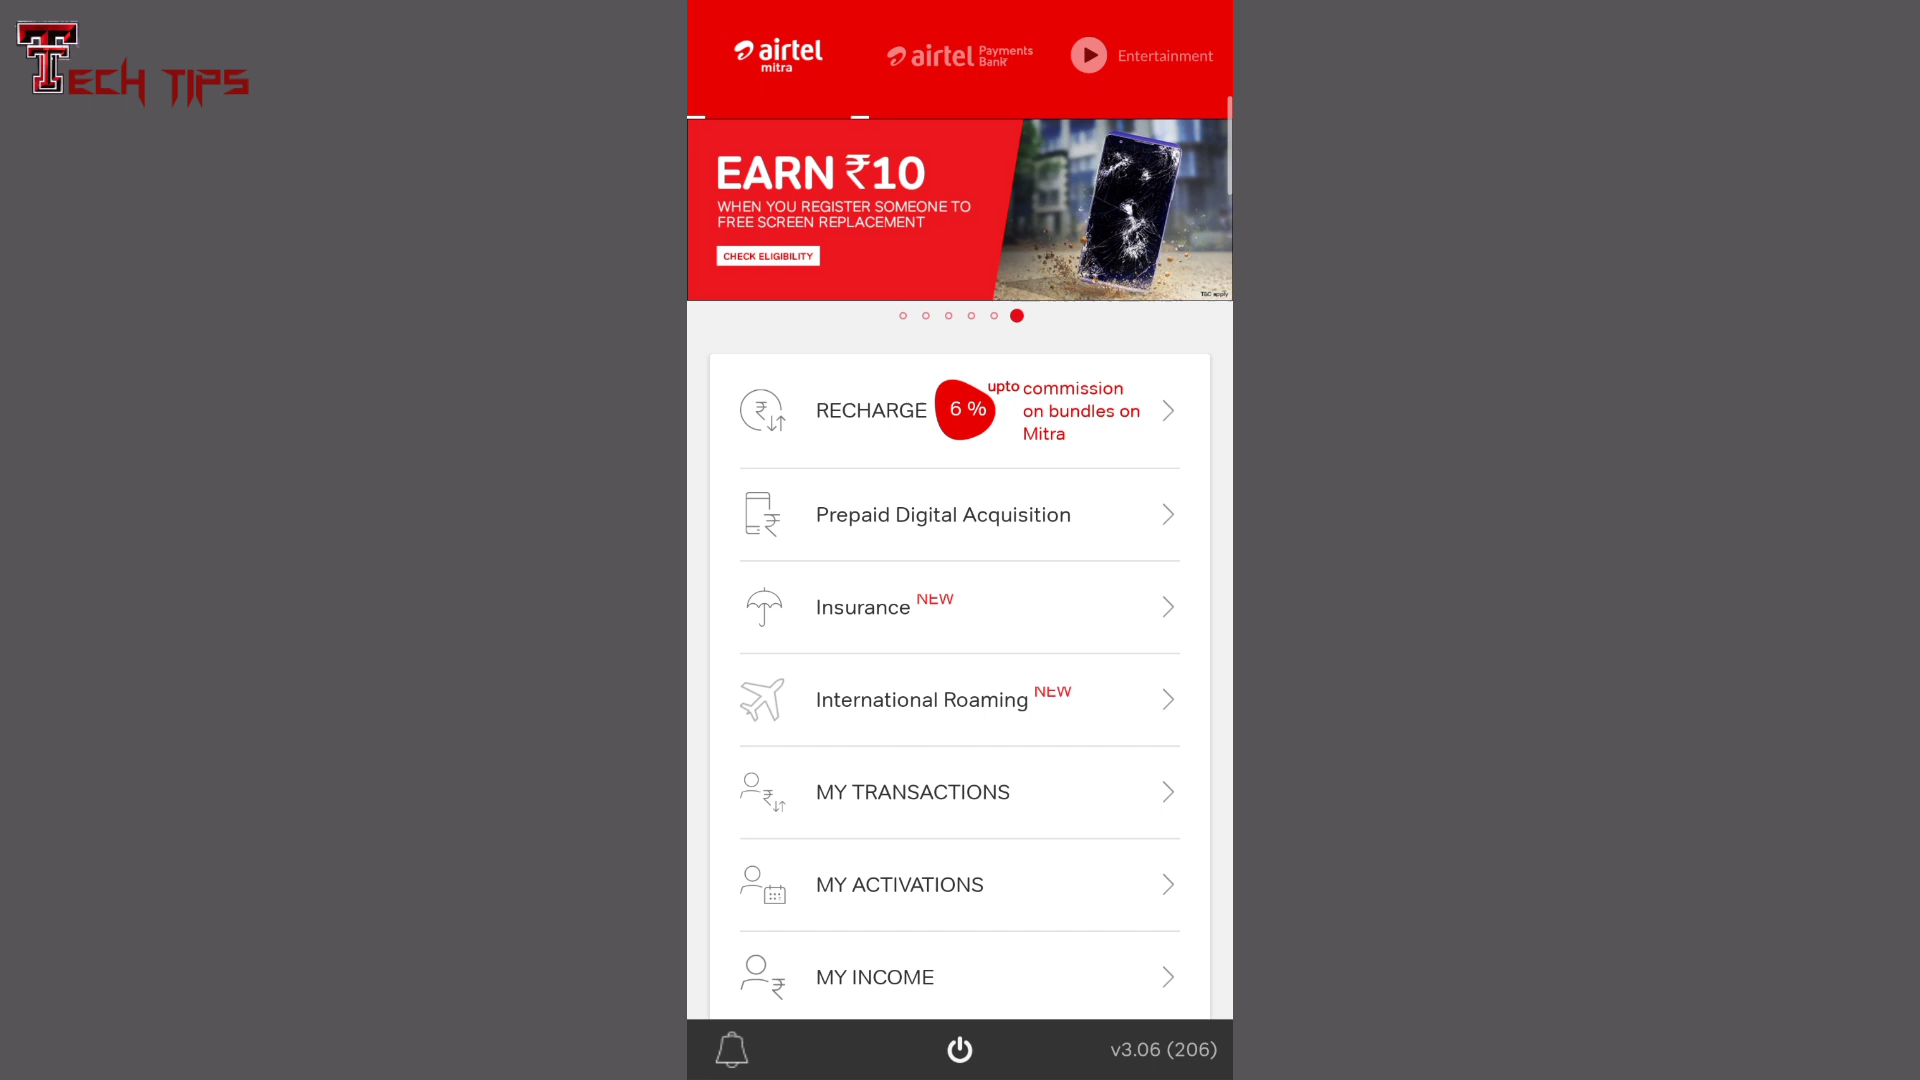 TTECH TIPS
airtel
mitra
airtel Payments Bank
Entertainment
EARN ₹10
WHEN YOU REGISTER SOMEONE TO
FREE SCREEN REPLACEMENT
CHECK ELIGIBILITY
T&C apply
RECHARGE
6 %
upto commission
on bundles on
Mitra
Prepaid Digital Acquisition
Insurance NEW
International Roaming NEW
MY TRANSACTIONS
MY ACTIVATIONS
MY INCOME
v3.06 (206)